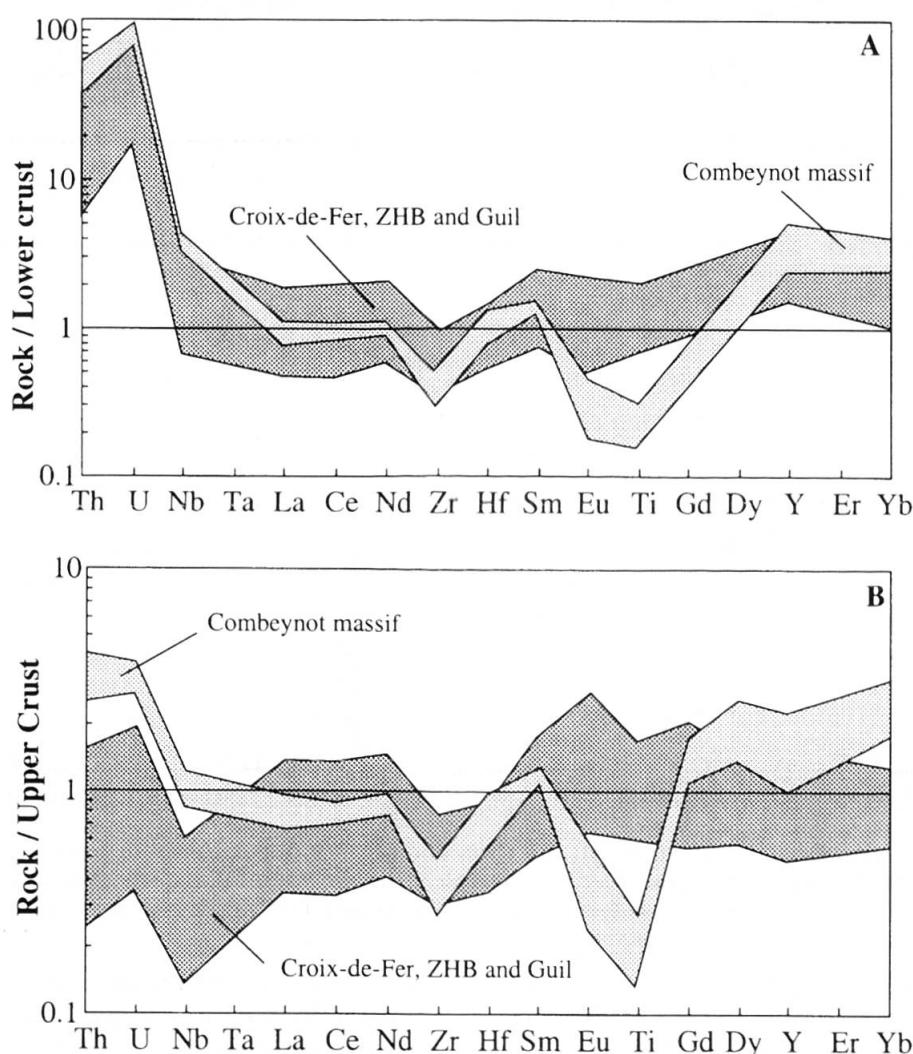 A
100
10
1
0.1
Rock / Lower crust
Combeynot massif
Croix-de-Fer, ZHB and Guil
Th U Nb Ta La Ce Nd Zr Hf Sm Eu Ti Gd Dy Y Er Yb
B
10
1
0.1
Rock / Upper Crust
Combeynot massif
Croix-de-Fer, ZHB and Guil
Th U Nb Ta La Ce Nd Zr Hf Sm Eu Ti Gd Dy Y Er Yb